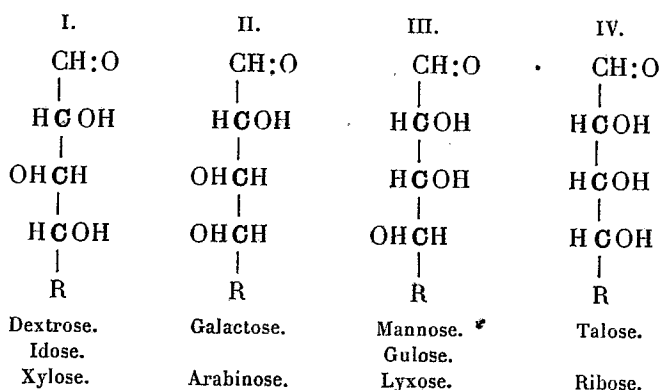 I. II. III. IV.
CH:O CH:O CH:O CH:O
HCOH HCOH HCOH HCOH
OHCH OHCH HCOH HCOH
HCOH OHCH OHCH HCOH
R R R R
Dextrose. Galactose. Mannose. Talose.
Idose. Gulose.
Xylose. Arabinose. Lyxose. Ribose.